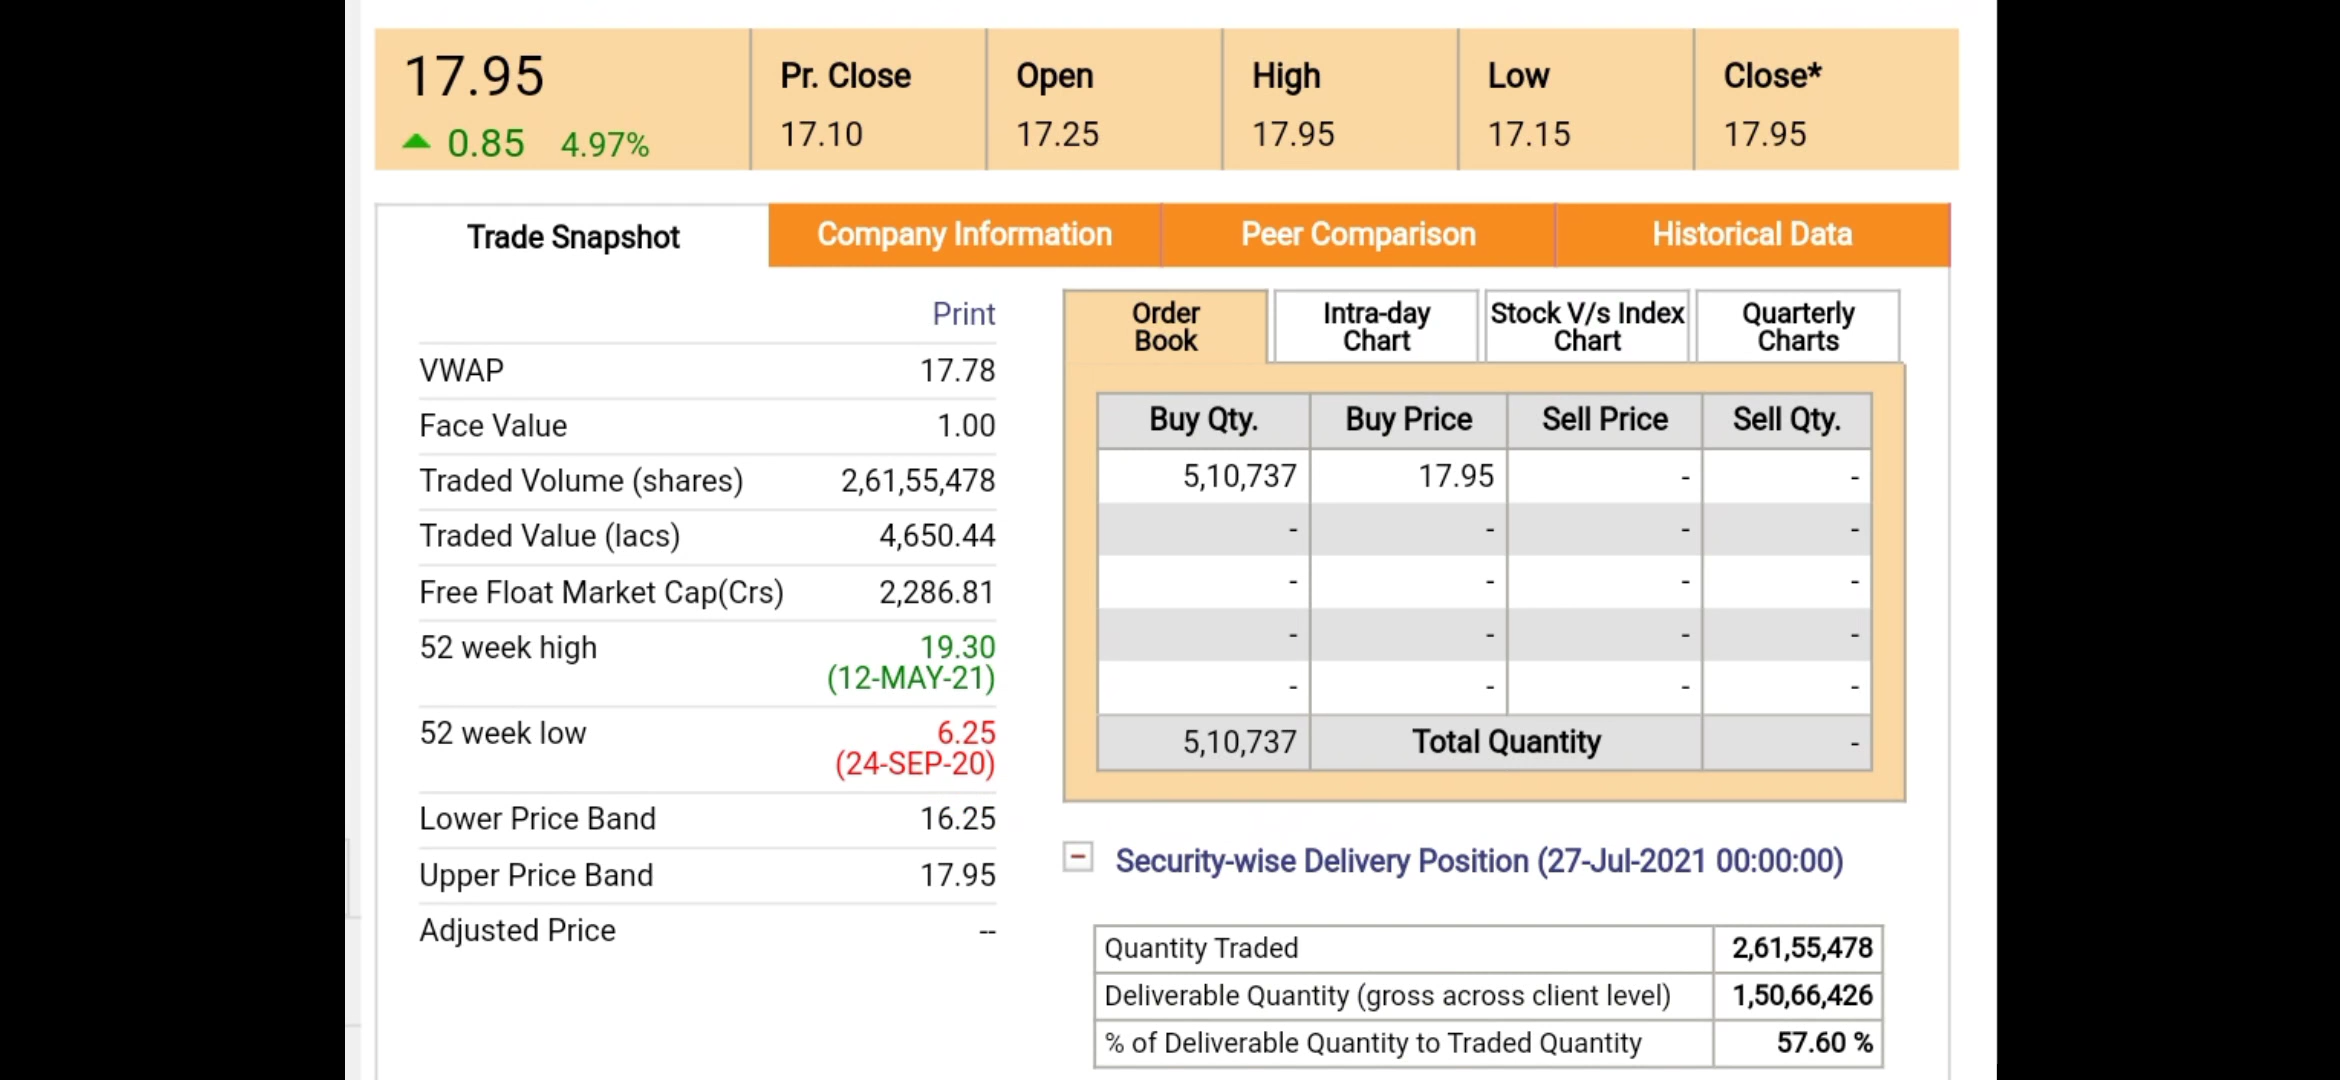 17.95
0.85 4.97%
Pr. Close
17.10
Open
17.25
High
17.95
Low
17.15
Close*
17.95
Trade Snapshot
Company Information
Peer Comparison
Historical Data
Print
VWAP 17.78
Face Value 1.00
Traded Volume (shares) 2,61,55,478
Traded Value (lacs) 4,650.44
Free Float Market Cap(Crs) 2,286.81
52 week high 19.30
(12-MAY-21)
52 week low 6.25
(24-SEP-20)
Lower Price Band 16.25
Upper Price Band 17.95
Adjusted Price --
Order
Book
Intra-day
Chart
Stock V/s Index
Chart
Quarterly
Charts
Buy Qty. Buy Price Sell Price Sell Qty.
5,10,737 17.95 - -
- - - -
- - - -
- - - -
- - - -
5,10,737 Total Quantity -
Security-wise Delivery Position (27-Jul-2021 00:00:00)
Quantity Traded 2,61,55,478
Deliverable Quantity (gross across client level) 1,50,66,426
% of Deliverable Quantity to Traded Quantity 57.60 %